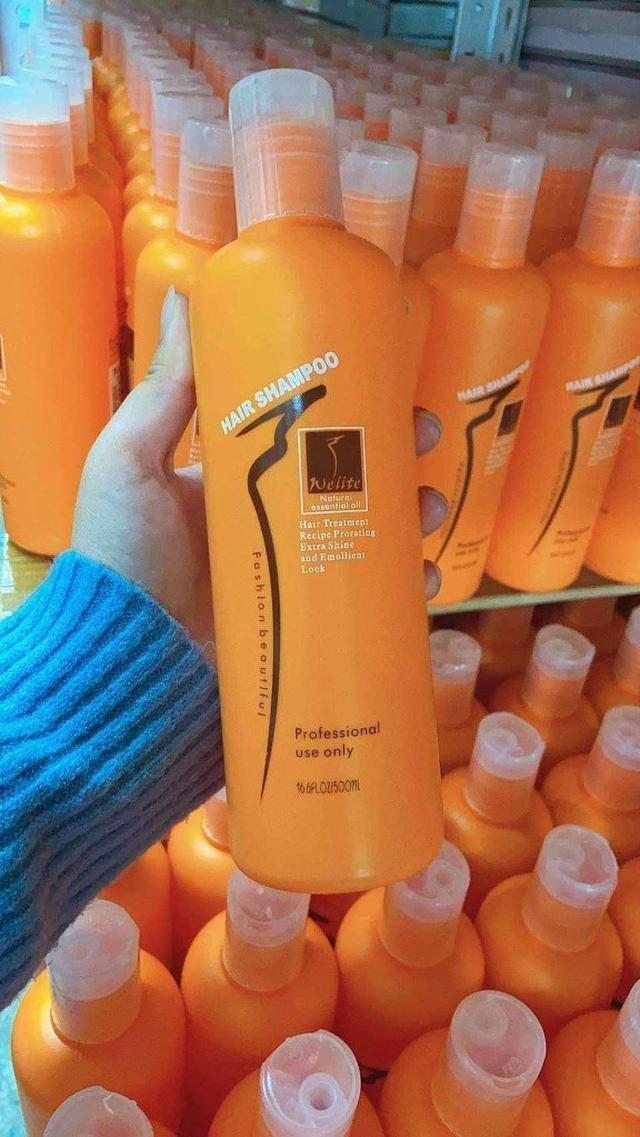 HAIR SHAMPOO
Weilte
Natural
essential oil
Hair Treatment
Recipe Prorating
Extra Shine
and Emollient
Look
Fashion beautiful
Professional
use only
16.6FL.OZ/500ML
HAIR SHAMPOO
HAIR SHAMPOO